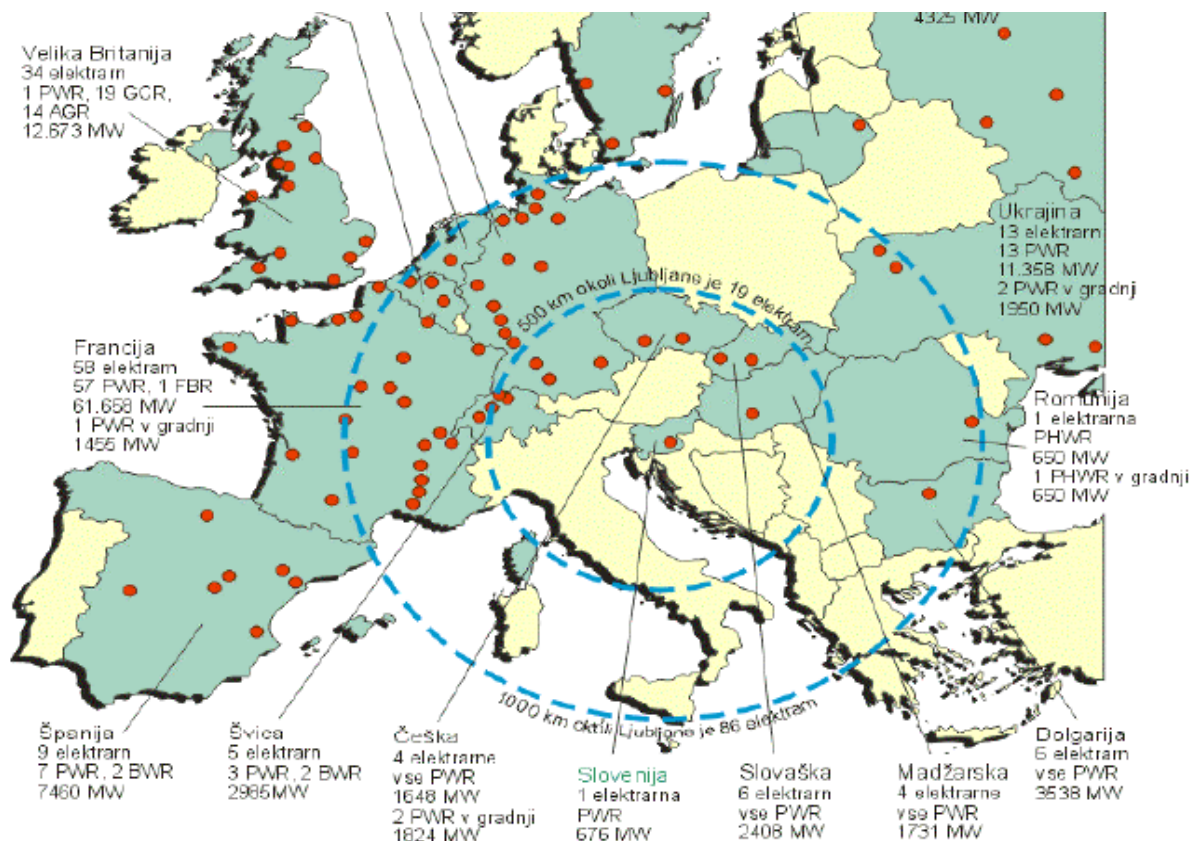 4325 MW
Velika Britanija
34 elektrarn
1 PWR, 19 GCR,
14 AGR
12.673 MW
Ukrajina
13 elektrarn
13 PWR
11.358 MW
2 PWR v gradnji
1950 MW
500 km okoli Ljubljane je 19 elektrarn
Francija
58 elektrarn
57 PWR, 1 FBR
61.658 MW
1 PWR v gradnji
1455 MW
Romunija
1 elektrarna
PHWR
650 MW
1 PHWR v gradnji
650 MW
1000 km okoli Ljubljane je 86 elektrarn
Španija
9 elektrarn
7 PWR, 2 BWR
7460 MW
Švica
5 elektrarn
3 PWR, 2 BWR
2985MW
Češka
4 elektrarne
vse PWR
1648 MW
2 PWR v gradnji
1824 MW
Slovenija
1 elektrarna
PWR
676 MW
Slovaška
6 elektrarn
vse PWR
2408 MW
Madžarska
4 elektrarne
vse PWR
1731 MW
Bolgarija
6 elektrarn
vse PWR
3538 MW